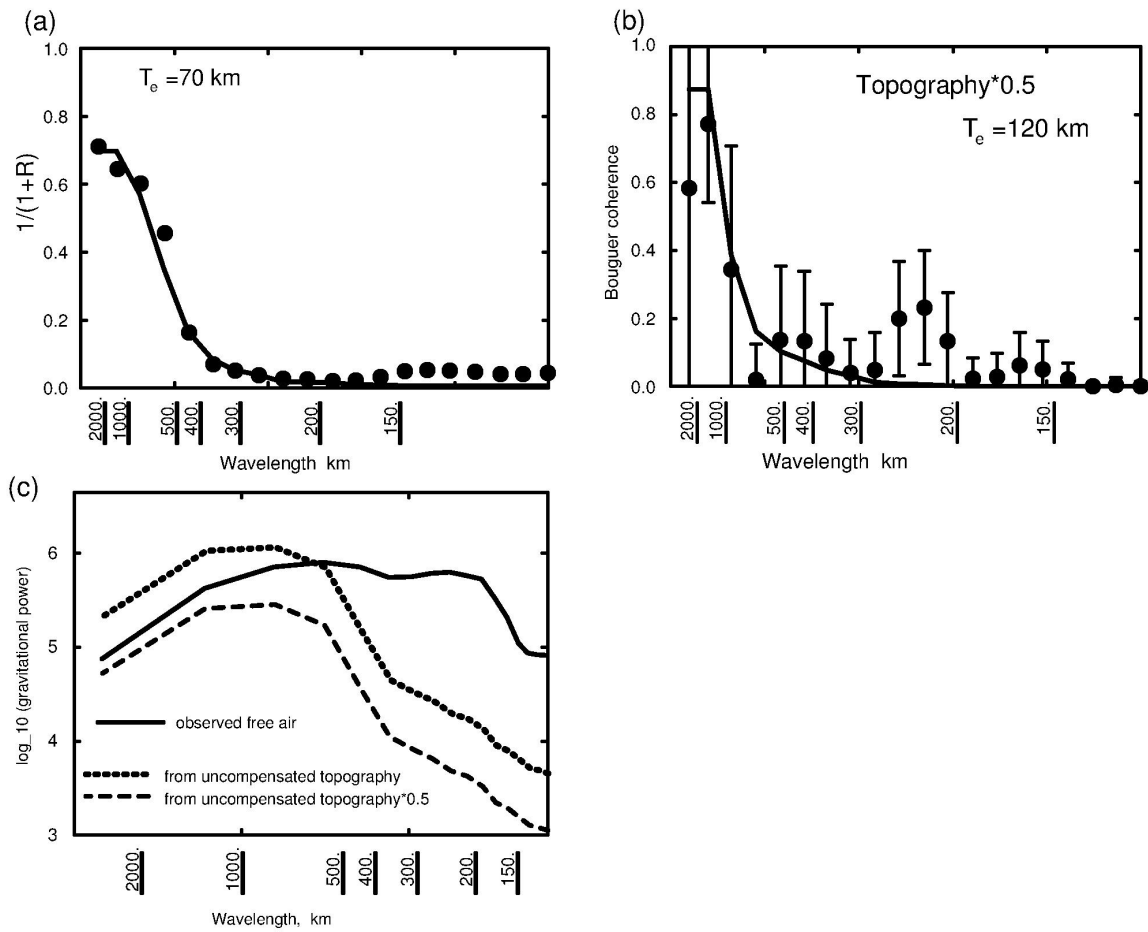 (a)
T_e =70 km
1/(1+R)
1.0
0.8
0.6
0.4
0.2
0.0
2000.
1000.
500.
400.
300.
200.
150.
Wavelength km
(b)
Topography*0.5
T_e =120 km
Bouguer coherence
1.0
0.8
0.6
0.4
0.2
0.0
2000.
1000.
500.
400.
300.
200.
150.
Wavelength km
(c)
log_10 (gravitational power)
6
5
4
3
observed free air
from uncompensated topography
from uncompensated topography*0.5
2000.
1000.
500.
400.
300.
200.
150.
Wavelength, km